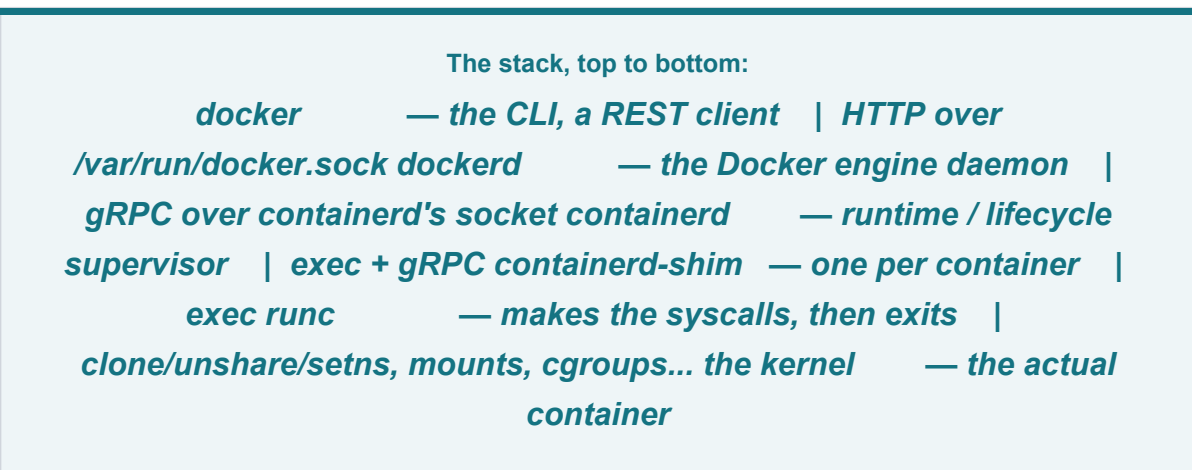 The stack, top to bottom:
docker — the CLI, a REST client | HTTP over
/var/run/docker.sock dockerd — the Docker engine daemon |
gRPC over containerd's socket containerd — runtime / lifecycle
supervisor | exec + gRPC containerd-shim — one per container |
exec runc — makes the syscalls, then exits |
clone/unshare/setns, mounts, cgroups... the kernel — the actual
container